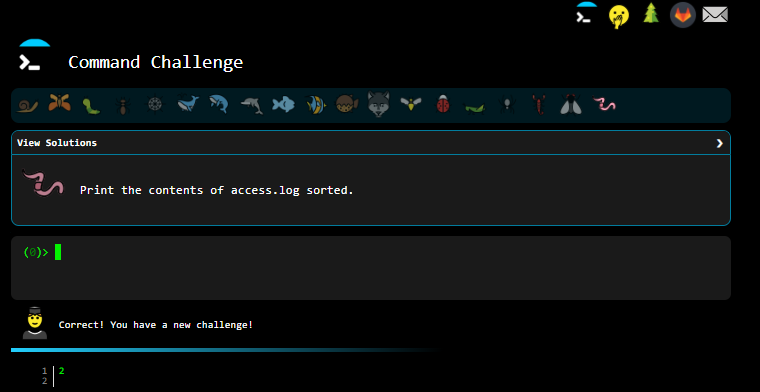 Command Challenge
View Solutions
Print the contents of access.log sorted.
(0)>
Correct! You have a new challenge!
1 2
2